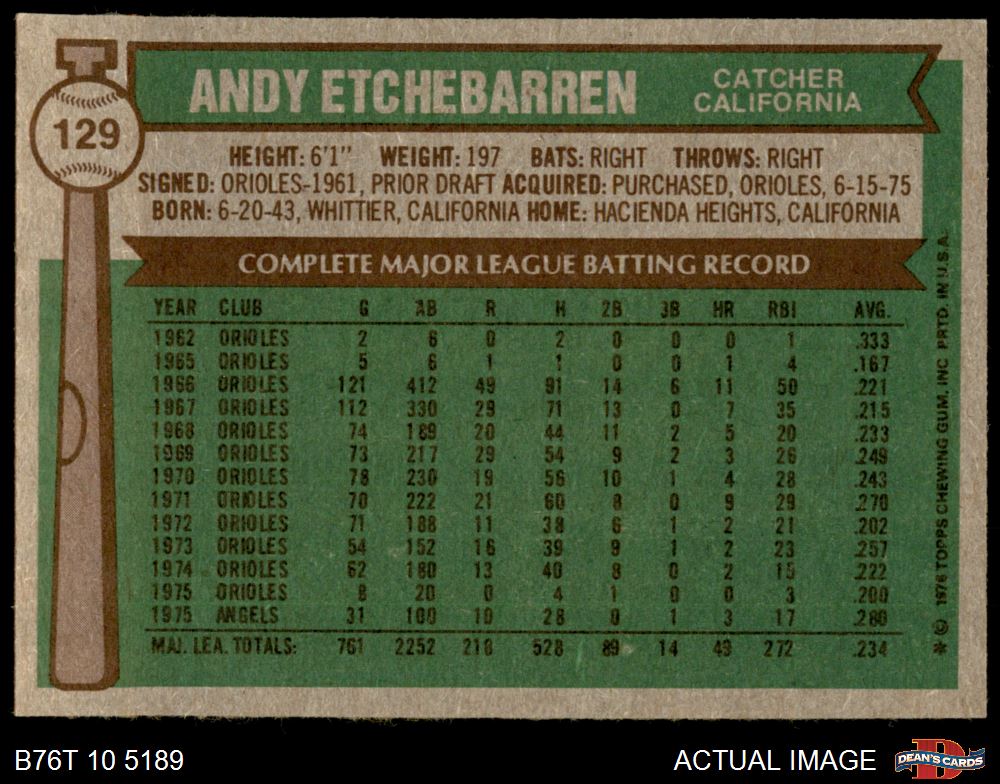 ANDY ETCHEBARREN
CATCHER
CALIFORNIA
129
HEIGHT: 6'1" WEIGHT: 197 BATS: RIGHT THROWS: RIGHT
SIGNED: ORIOLES-1961, PRIOR DRAFT ACQUIRED: PURCHASED, ORIOLES, 6-15-75
BORN: 6-20-43, WHITTIER, CALIFORNIA HOME: HACIENDA HEIGHTS, CALIFORNIA
COMPLETE MAJOR LEAGUE BATTING RECORD
YEAR CLUB G AB R H 2B 3B HR RBI AVG.
1962 ORIOLES 2 6 0 2 0 0 0 1 .333
1965 ORIOLES 5 6 1 1 0 0 1 4 .167
1966 ORIOLES 121 412 49 91 14 6 11 50 .221
1967 ORIOLES 112 330 29 71 13 0 7 35 .215
1968 ORIOLES 74 189 20 44 11 2 5 20 .233
1969 ORIOLES 73 217 29 54 9 2 3 26 .249
1970 ORIOLES 78 230 19 56 10 1 4 28 .243
1971 ORIOLES 70 222 21 60 8 0 9 29 .270
1972 ORIOLES 71 188 11 38 6 1 2 21 .202
1973 ORIOLES 54 152 16 39 9 1 2 23 .257
1974 ORIOLES 62 180 13 40 8 0 2 15 .222
1975 ORIOLES 8 20 0 4 1 0 0 3 .200
1975 ANGELS 31 100 10 28 0 1 3 17 .280
MAJ. LEA. TOTALS: 761 2252 218 528 89 14 49 272 .234
* © 1976 TOPPS CHEWING GUM, INC. PRTD. IN U.S.A.
B76T 10 5189
ACTUAL IMAGE
DEAN'S CARDS